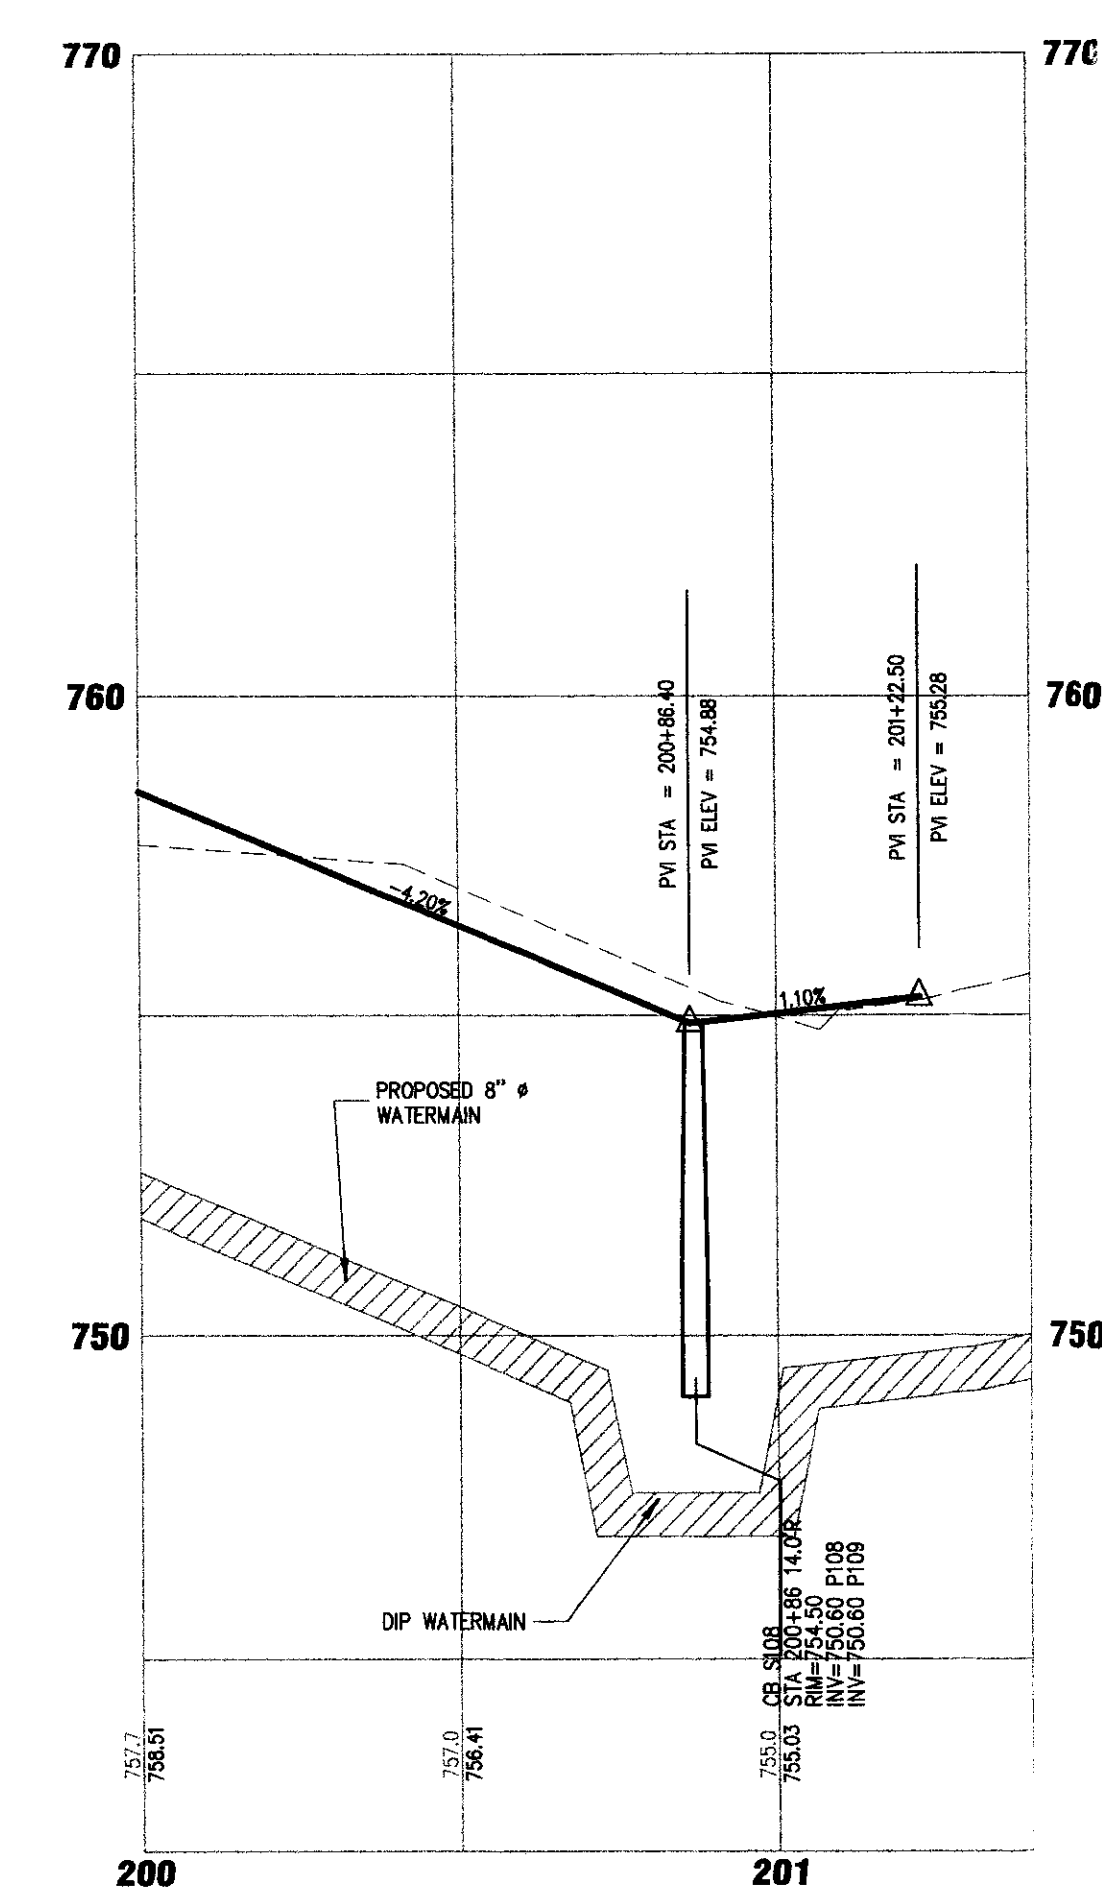 770
770
760
760
PVI STA = 200+86.40
PVI ELEV = 754.88
PVI STA = 201+22.50
PVI ELEV = 755.28
-4.20%
1.10%
PROPOSED 8" ø
WATERMAIN
750
750
DIP WATERMAIN
CB S108
STA 200+86 14.0'R
RIM=754.50
INV=750.60 P108
INV=750.60 P109
757.7
758.51
757.0
756.41
755.0
755.03
200
201